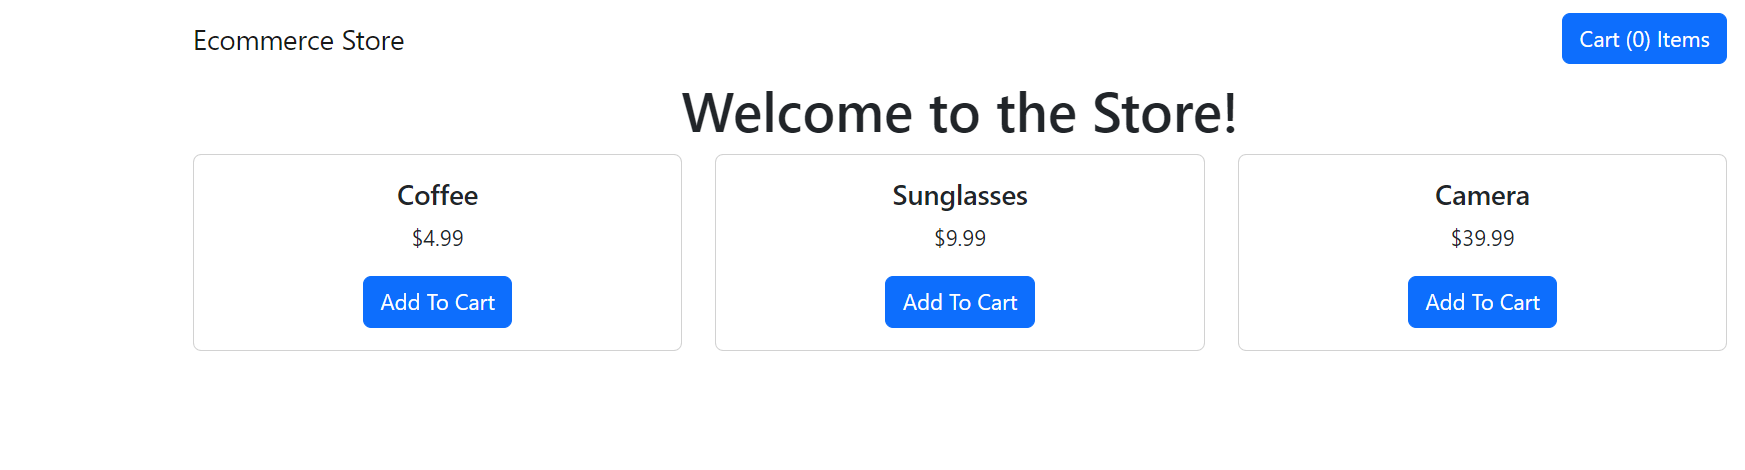 Ecommerce Store
Cart (0) Items
Welcome to the Store!
Coffee
$4.99
Add To Cart
Sunglasses
$9.99
Add To Cart
Camera
$39.99
Add To Cart